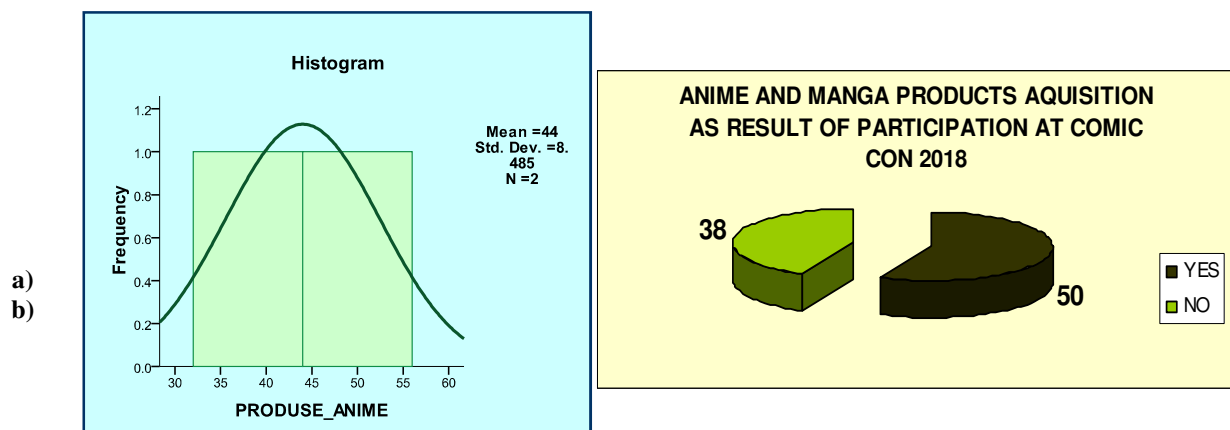 a)
b)
Histogram
1.2
1.0
0.8
0.6
0.4
0.2
0.0
Frequency
30 35 40 45 50 55 60
PRODUSE_ANIME
Mean =44
Std. Dev. =8.
485
N =2
ANIME AND MANGA PRODUCTS AQUISITION
AS RESULT OF PARTICIPATION AT COMIC
CON 2018
38
50
YES
NO